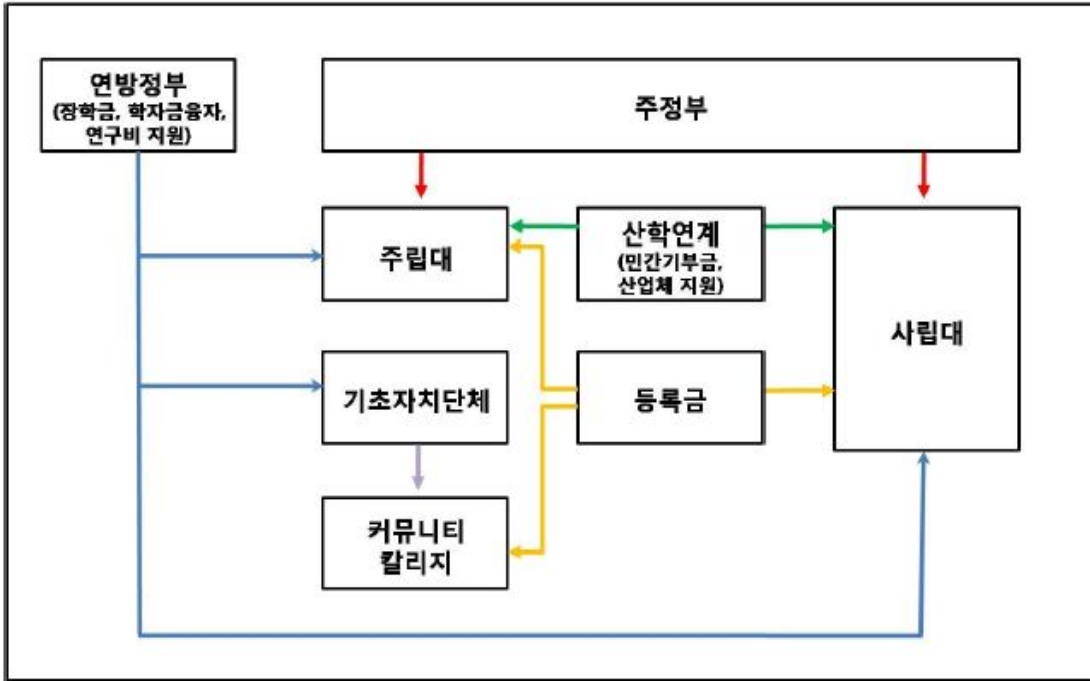 연방정부
(장학금, 학자금융자,
연구비 지원)
주정부
주립대
산학연계
(민간기부금,
산업체 지원)
사립대
기초자치단체
등록금
커뮤니티
칼리지